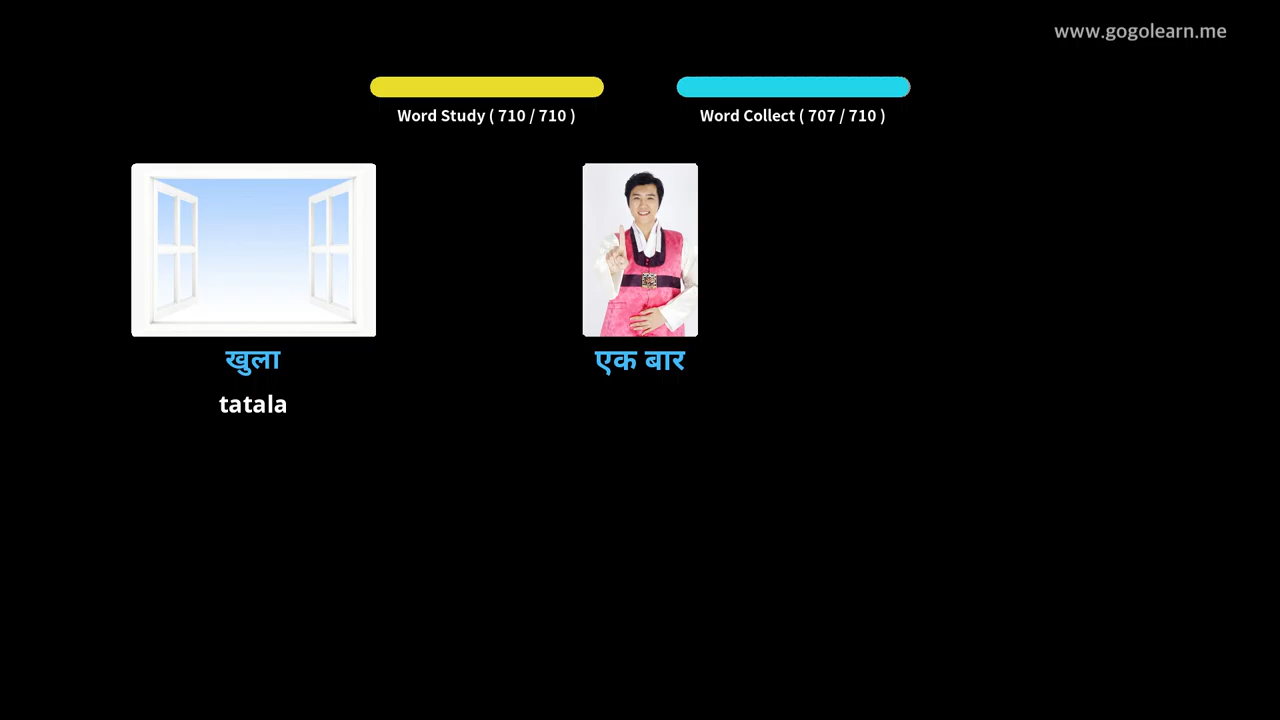 www.gogolearn.me
Word Study ( 710 / 710 )
Word Collect ( 707 / 710 )
खुला
एक बार
tatala